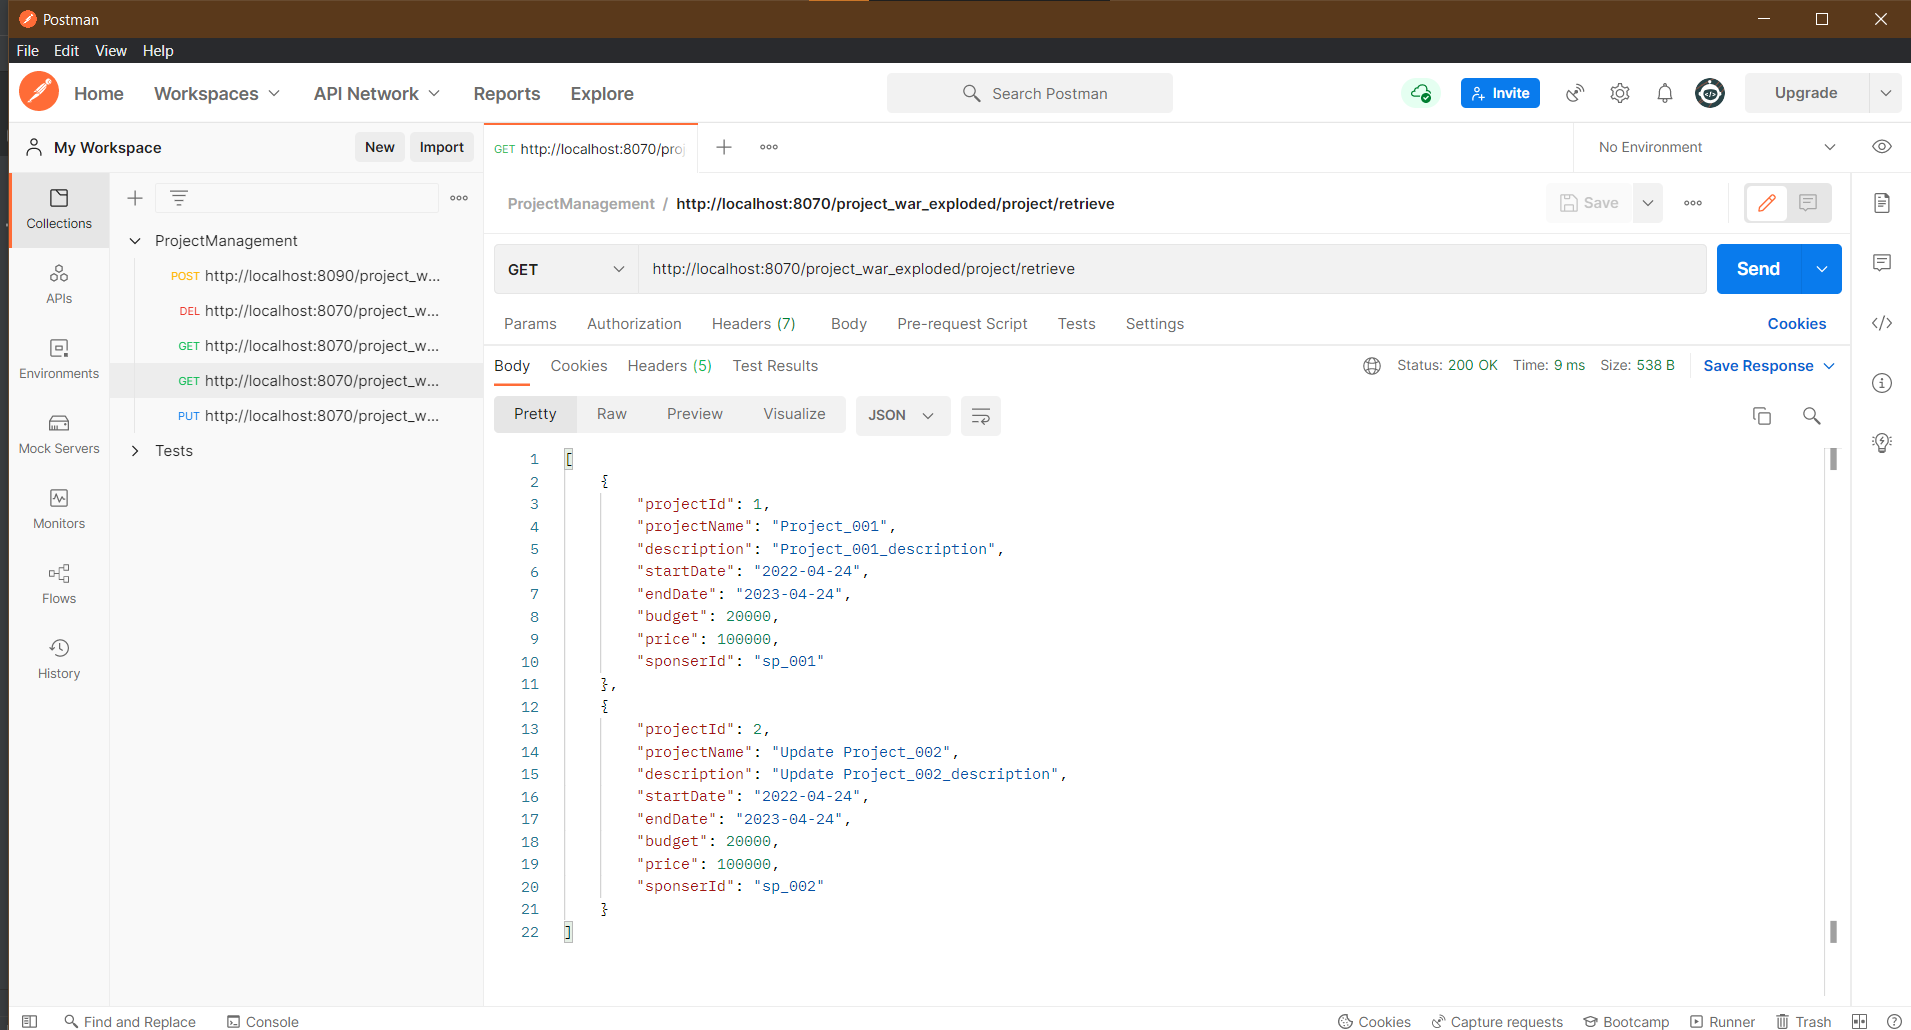 Postman
File Edit View Help
Home Workspaces API Network Reports Explore Search Postman Invite Upgrade
My Workspace New Import GET http://localhost:8070/proj No Environment
Collections
APIs
Environments
Mock Servers
Monitors
Flows
History
ProjectManagement
POST http://localhost:8090/project_w...
DEL http://localhost:8070/project_w...
GET http://localhost:8070/project_w...
GET http://localhost:8070/project_w...
PUT http://localhost:8070/project_w...
Tests
ProjectManagement / http://localhost:8070/project_war_exploded/project/retrieve Save
GET http://localhost:8070/project_war_exploded/project/retrieve Send
Params Authorization Headers (7) Body Pre-request Script Tests Settings Cookies
Body Cookies Headers (5) Test Results Status: 200 OK Time: 9 ms Size: 538 B Save Response
Pretty Raw Preview Visualize JSON
1 [
2 {
3 "projectId": 1,
4 "projectName": "Project_001",
5 "description": "Project_001_description",
6 "startDate": "2022-04-24",
7 "endDate": "2023-04-24",
8 "budget": 20000,
9 "price": 100000,
10 "sponserId": "sp_001"
11 },
12 {
13 "projectId": 2,
14 "projectName": "Update Project_002",
15 "description": "Update Project_002_description",
16 "startDate": "2022-04-24",
17 "endDate": "2023-04-24",
18 "budget": 20000,
19 "price": 100000,
20 "sponserId": "sp_002"
21 }
22 ]
Find and Replace Console Cookies Capture requests Bootcamp Runner Trash